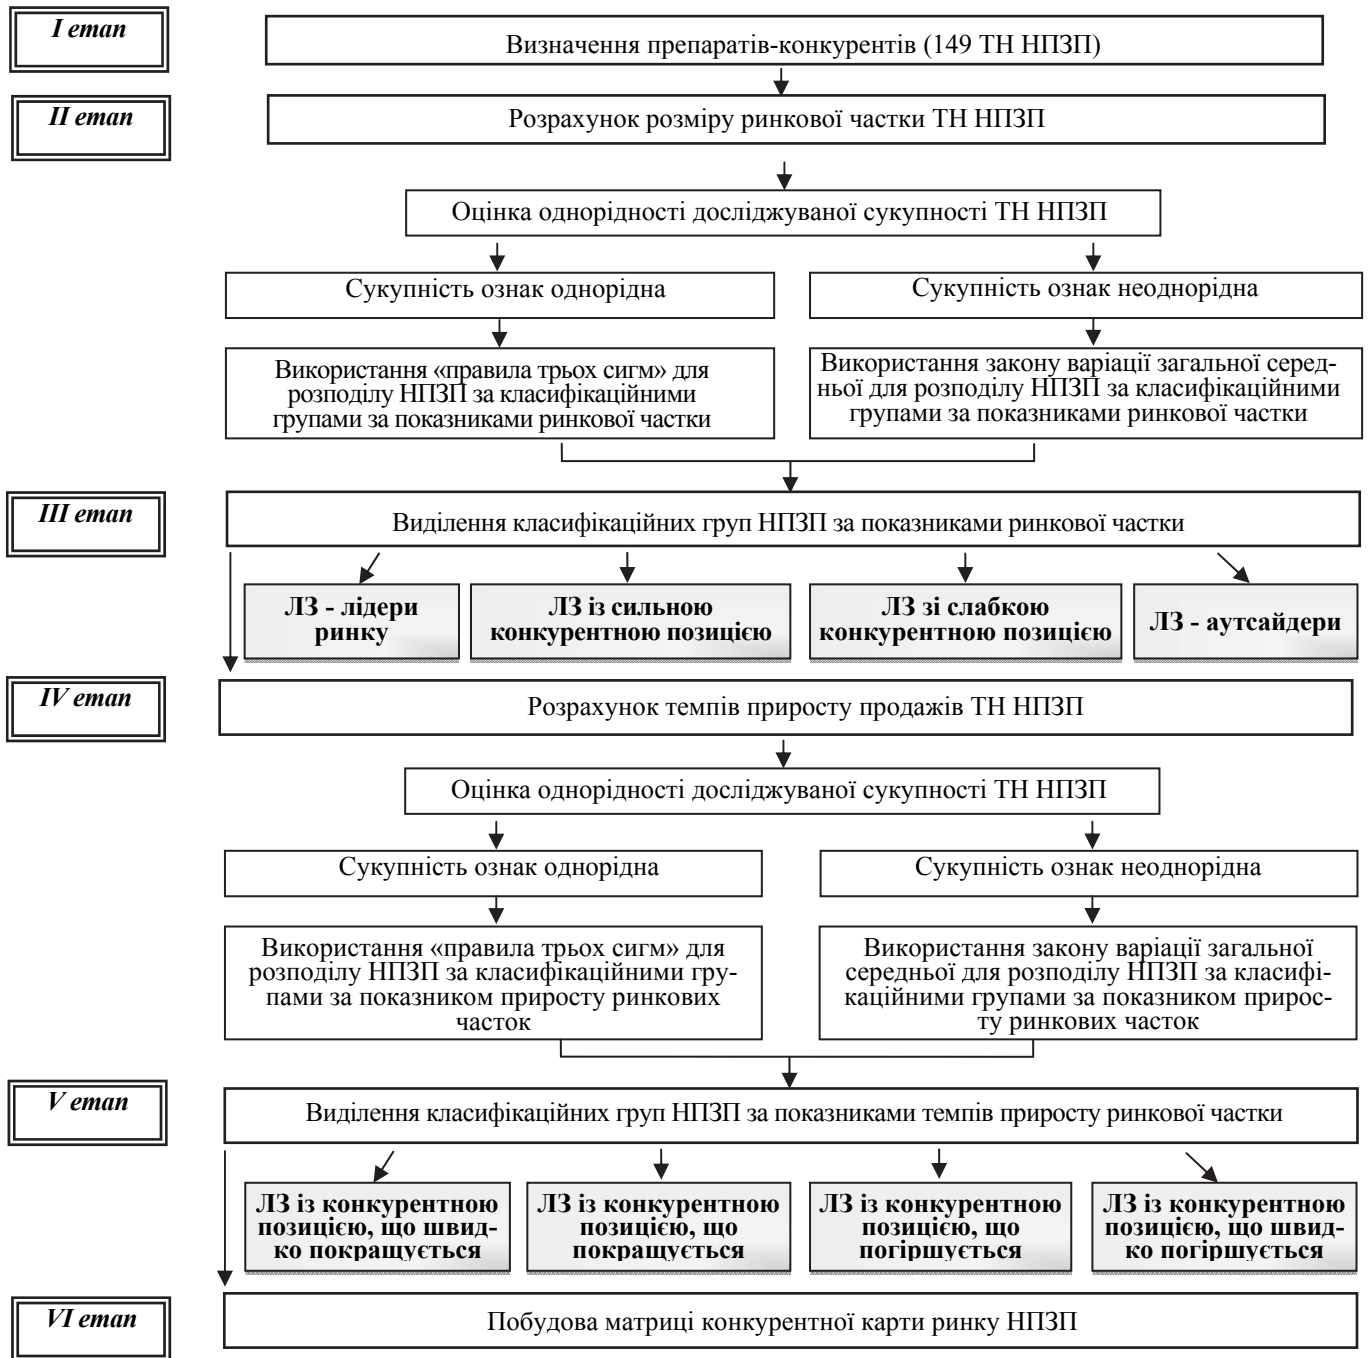 I етап
Визначення препаратів-конкурентів (149 ТН НПЗП)
II етап
Розрахунок розміру ринкової частки ТН НПЗП
Оцінка однорідності досліджуваної сукупності ТН НПЗП
Сукупність ознак однорідна
Сукупність ознак неоднорідна
Використання «правила трьох сигм» для
розподілу НПЗП за класифікаційними
групами за показниками ринкової частки
Використання закону варіації загальної серед-
ньої для розподілу НПЗП за класифікаційними
групами за показниками ринкової частки
III етап
Виділення класифікаційних груп НПЗП за показниками ринкової частки
ЛЗ - лідери
ринку
ЛЗ із сильною
конкурентною позицією
ЛЗ зі слабкою
конкурентною позицією
ЛЗ - аутсайдери
IV етап
Розрахунок темпів приросту продажів ТН НПЗП
Оцінка однорідності досліджуваної сукупності ТН НПЗП
Сукупність ознак однорідна
Сукупність ознак неоднорідна
Використання «правила трьох сигм» для
розподілу НПЗП за класифікаційними гру-
пами за показником приросту ринкових
часток
Використання закону варіації загальної
середньої для розподілу НПЗП за класифі-
каційними групами за показником прирос-
ту ринкових часток
V етап
Виділення класифікаційних груп НПЗП за показниками темпів приросту ринкової частки
ЛЗ із конкурентною
позицією, що швид-
ко покращується
ЛЗ із конкурентною
позицією, що
покращується
ЛЗ із конкурентною
позицією, що
погіршується
ЛЗ із конкурентною
позицією, що швид-
ко погіршується
VI етап
Побудова матриці конкурентної карти ринку НПЗП